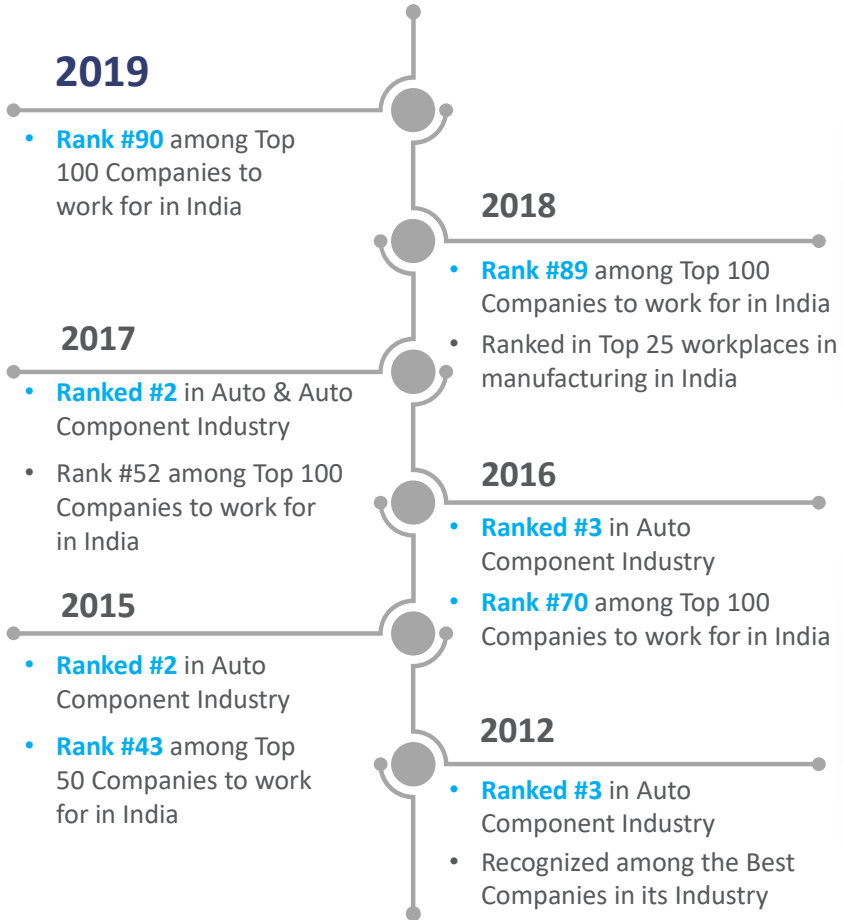 2019
• Rank #90 among Top
100 Companies to
work for in India
2018
• Rank #89 among Top 100
Companies to work for in India
• Ranked in Top 25 workplaces in
manufacturing in India
2017
• Ranked #2 in Auto & Auto
Component Industry
• Rank #52 among Top 100
Companies to work for
in India
2016
• Ranked #3 in Auto
Component Industry
• Rank #70 among Top 100
Companies to work for in India
2015
• Ranked #2 in Auto
Component Industry
• Rank #43 among Top
50 Companies to work
for in India
2012
• Ranked #3 in Auto
Component Industry
• Recognized among the Best
Companies in its Industry